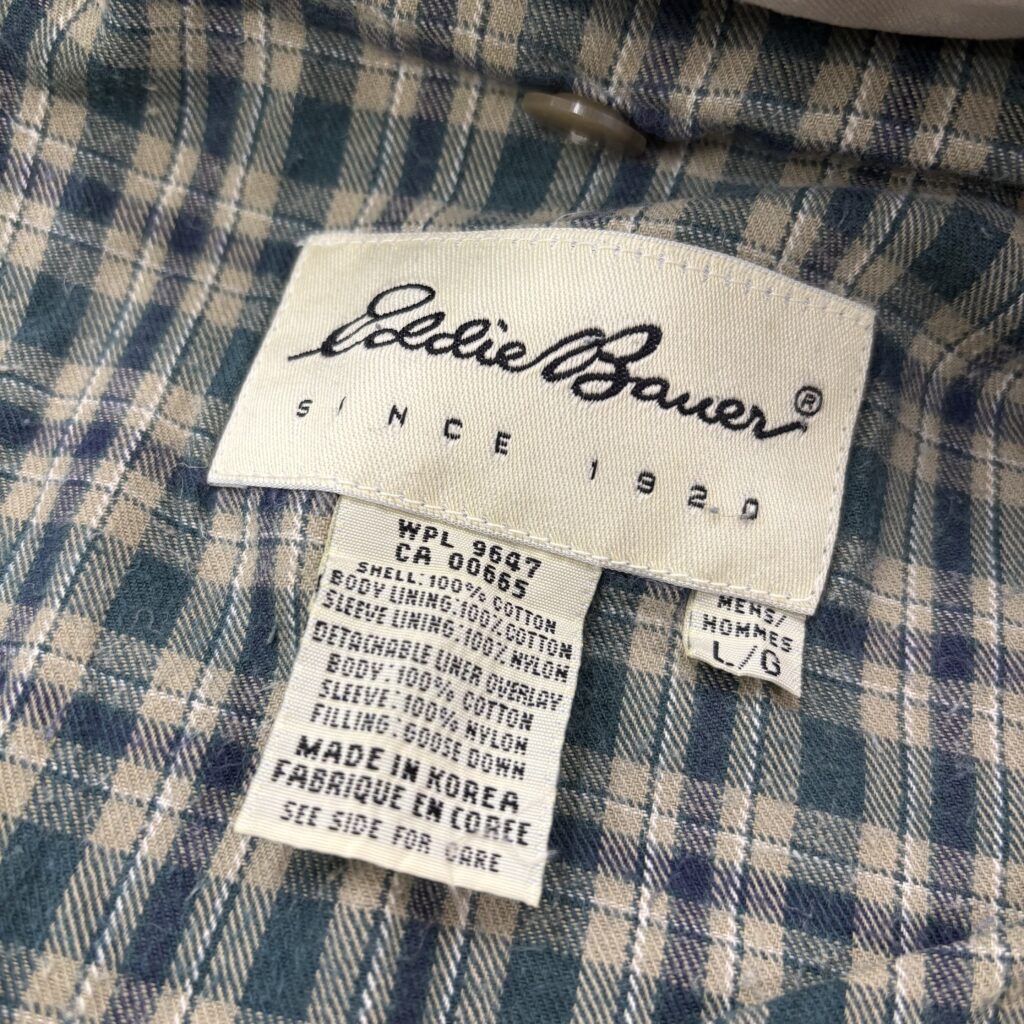 Eddie Bauer®
SINCE 1920
WPL 9647
CA 00665
SHELL:100% COTTON
BODY LINING:100% COTTON
SLEEVE LINING:100% NYLON
DETACHABLE LINER OVERLAY
BODY:100% COTTON
SLEEVE:100% NYLON
FILLING:GOOSE DOWN
MADE IN KOREA
FABRIQUE EN COREE
SEE SIDE FOR CARE
MENS/
HOMMES
L/G